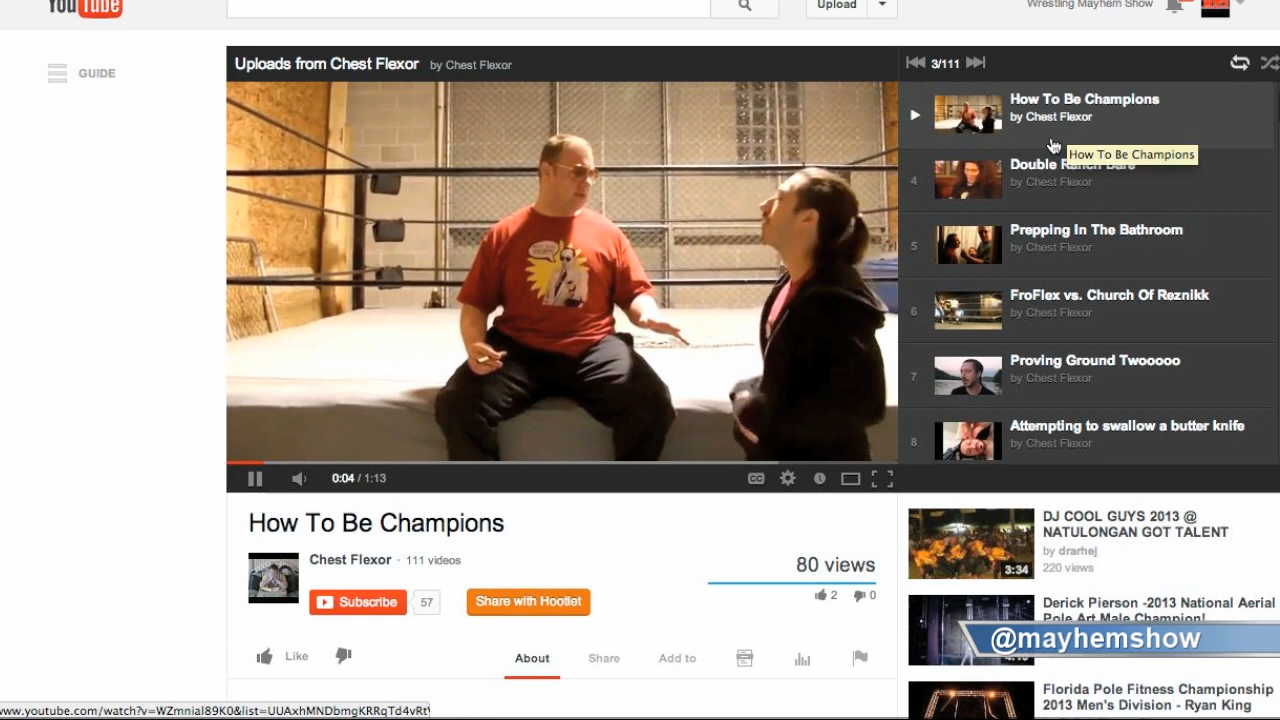 YouTube
Upload
Wrestling Mayhem Show
GUIDE
Uploads from Chest Flexor by Chest Flexor
3/111
How To Be Champions
by Chest Flexor
How To Be Champions
4
Double Ranch Dare
by Chest Flexor
5
Prepping In The Bathroom
by Chest Flexor
6
FroFlex vs. Church Of Reznikk
by Chest Flexor
7
Proving Ground Twooooo
by Chest Flexor
8
Attempting to swallow a butter knife
by Chest Flexor
0:04 / 1:13
CC
How To Be Champions
Chest Flexor · 111 videos
80 views
Subscribe 57
Share with Hootlet
2 0
Like
About
Share
Add to
DJ COOL GUYS 2013 @
NATULONGAN GOT TALENT
by drarhej
220 views
3:34
Derick Pierson -2013 National Aerial
Pole Art Male Champion!
@mayhemshow
Florida Pole Fitness Championship
2013 Men's Division - Ryan King
www.youtube.com/watch?v=WZmnial89K0&list=UUAxhMNDbmgKRRqTd4vRt